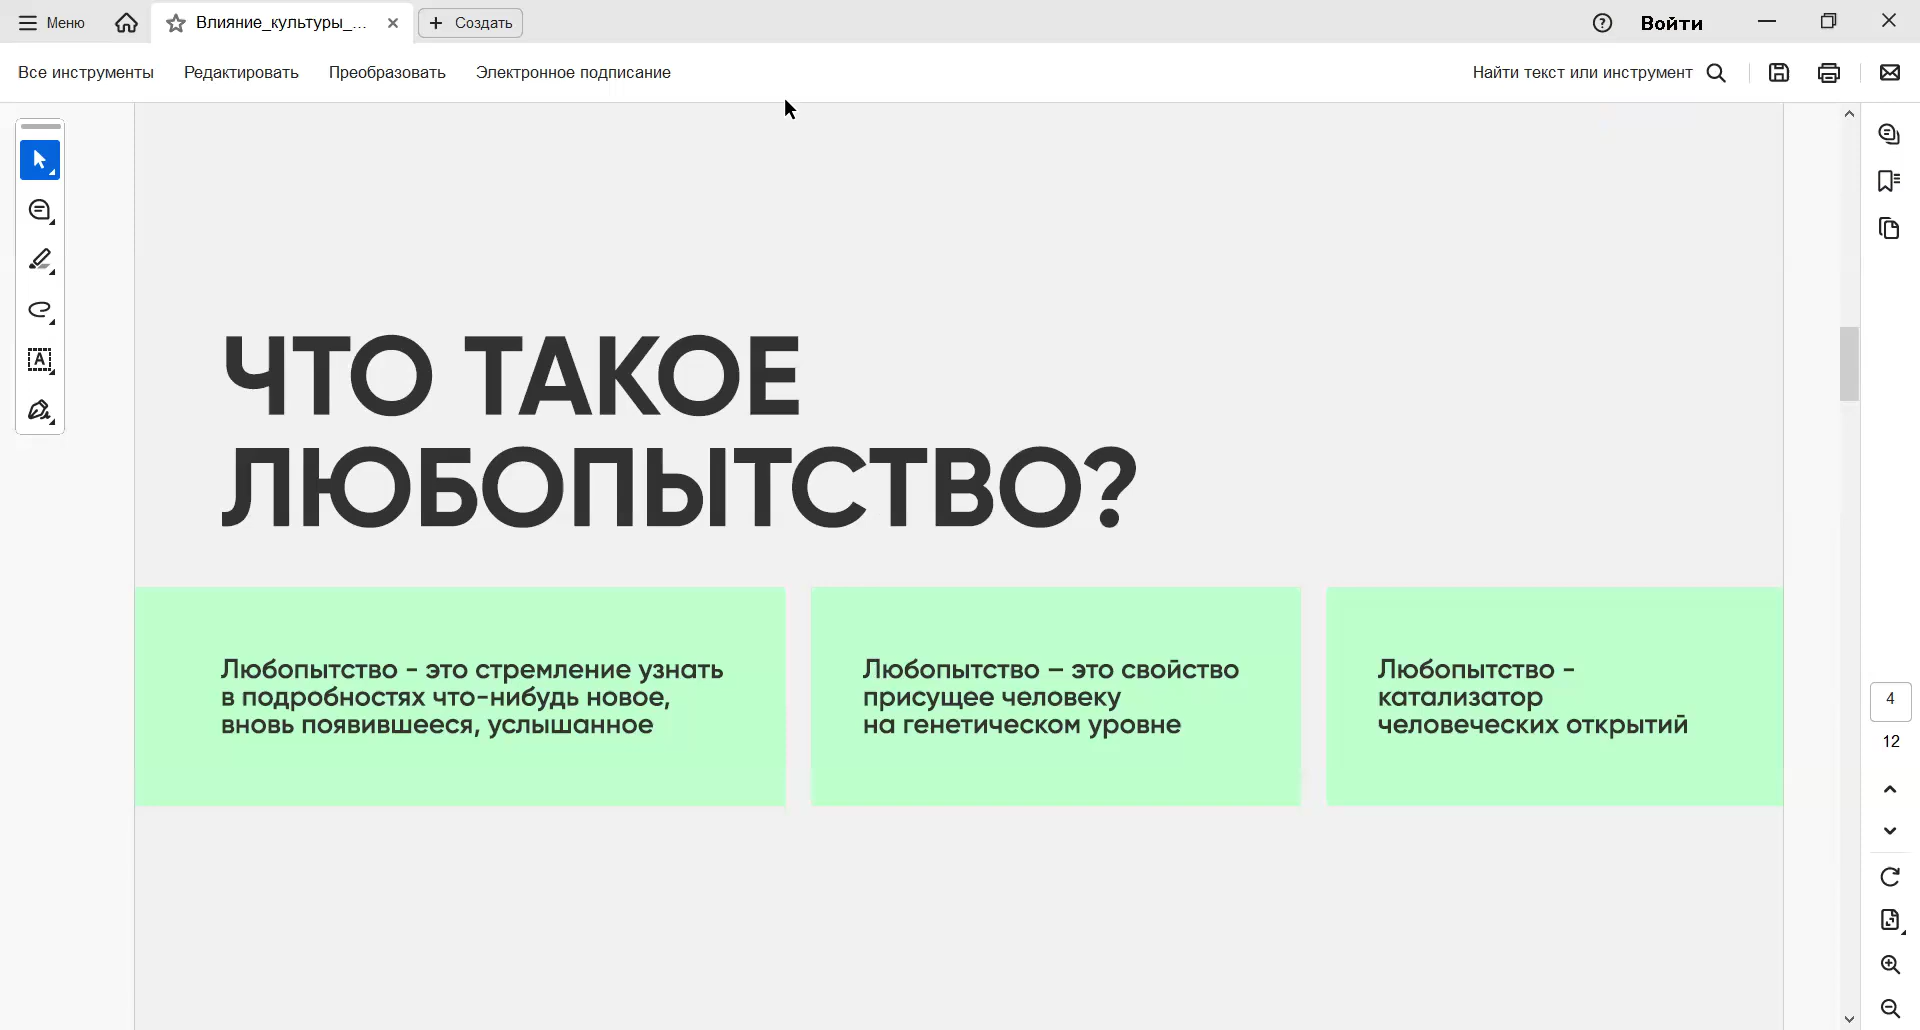 Меню
Влияние_культуры_...
Создать
Войти
Все инструменты
Редактировать
Преобразовать
Электронное подписание
Найти текст или инструмент
ЧТО ТАКОЕ
ЛЮБОПЫТСТВО?
Любопытство - это стремление узнать
в подробностях что-нибудь новое,
вновь появившееся, услышанное
Любопытство – это свойство
присущее человеку
на генетическом уровне
Любопытство -
катализатор
человеческих открытий
4
12